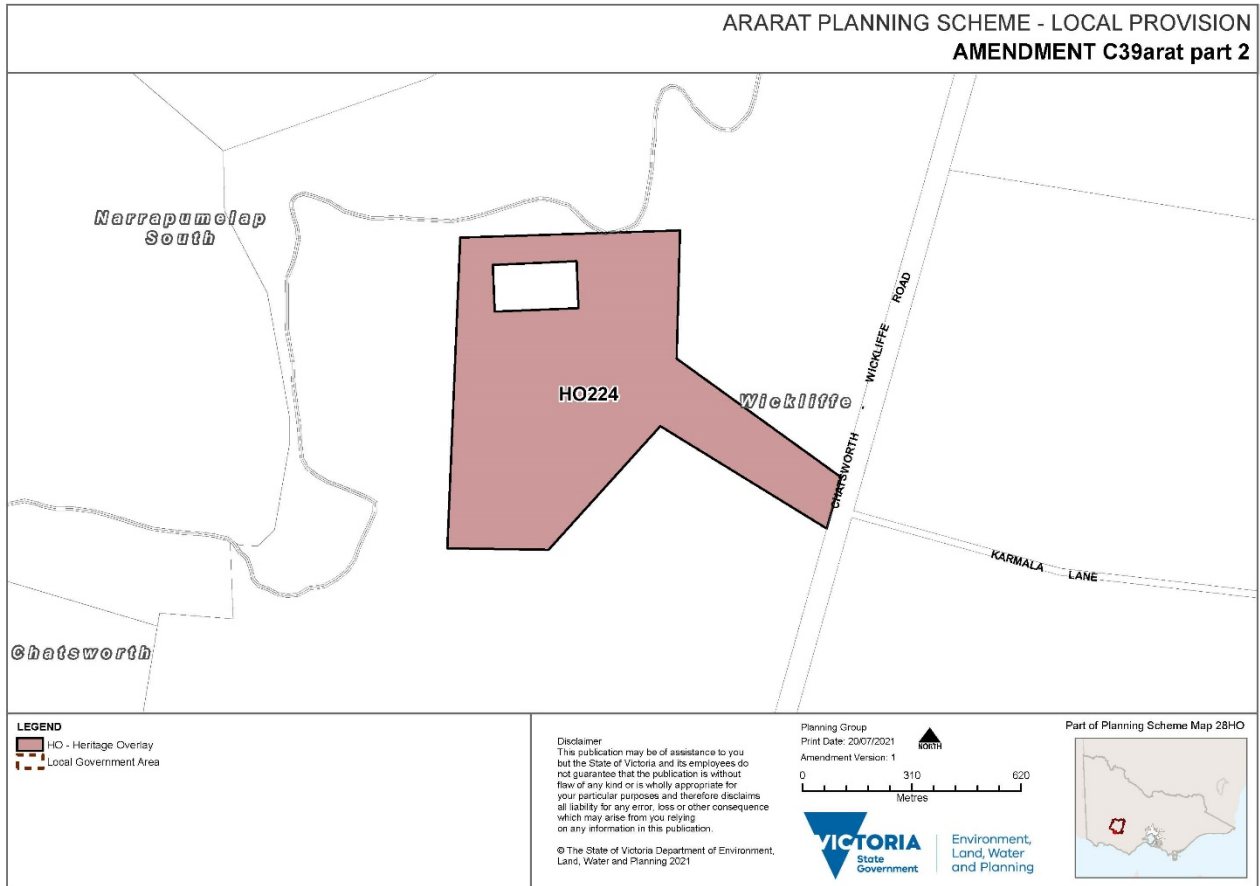 ARARAT PLANNING SCHEME - LOCAL PROVISION
AMENDMENT C39arat part 2
Narrapumelap
South
HO224
Wickliffe
CHATSWORTH - WICKLIFFE ROAD
KARMALA LANE
Chatsworth
LEGEND
HO - Heritage Overlay
Local Government Area
Disclaimer
This publication may be of assistance to you
but the State of Victoria and its employees do
not guarantee that the publication is without
flaw of any kind or is wholly appropriate for
your particular purposes and therefore disclaims
all liability for any error, loss or other consequence
which may arise from you relying
on any information in this publication.
© The State of Victoria Department of Environment,
Land, Water and Planning 2021
Planning Group
Print Date: 20/07/2021
Amendment Version: 1
NORTH
0 310 620
Metres
VICTORIA
State
Government
Environment,
Land, Water
and Planning
Part of Planning Scheme Map 28HO